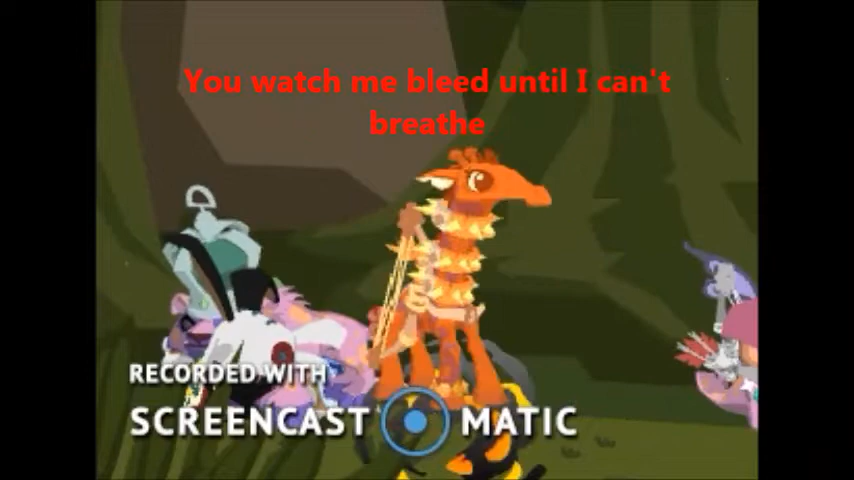 You watch me bleed until I can't
breathe
RECORDED WITH
SCREENCAST MATIC